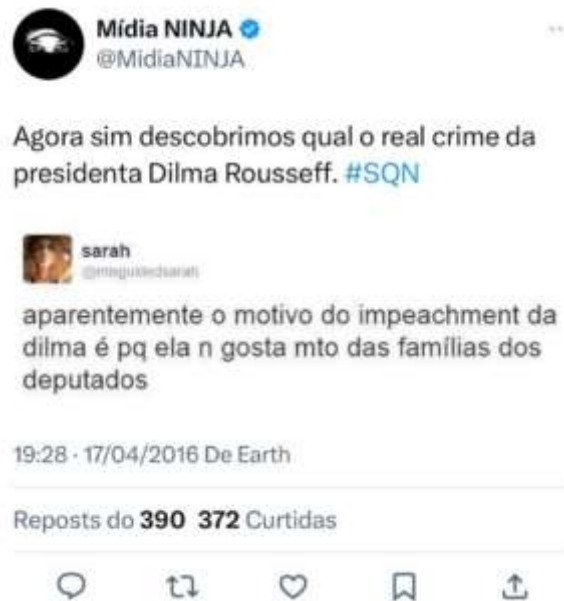 Mídia NINJA
@MidiaNINJA
Agora sim descobrimos qual o real crime da
presidenta Dilma Rousseff. #SQN
sarah
@misguidedsarah
aparentemente o motivo do impeachment da
dilma é pq ela n gosta mto das famílias dos
deputados
19:28 · 17/04/2016 De Earth
Reposts do 390 372 Curtidas